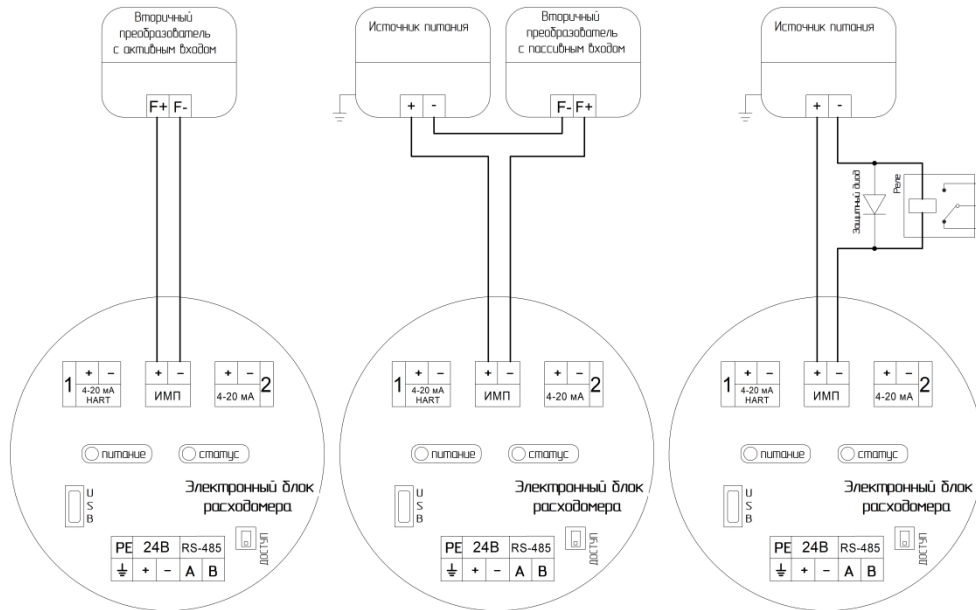 Вторичный
преобразователь
с активным входом
F+ F-
Источник питания
+ -
Вторичный
преобразователь
с пассивным входом
F- F+
Источник питания
+ -
Защитный диод
Реле
1
+ −
4-20 мА
HART
+ −
ИМП
+ −
4-20 мА
2
питание
статус
USB
Электронный блок
расходомера
ДОСТУП
PE 24В RS-485
+ − A B
1
+ −
4-20 мА
HART
+ −
ИМП
+ −
4-20 мА
2
питание
статус
USB
Электронный блок
расходомера
ДОСТУП
PE 24В RS-485
+ − A B
1
+ −
4-20 мА
HART
+ −
ИМП
+ −
4-20 мА
2
питание
статус
USB
Электронный блок
расходомера
ДОСТУП
PE 24В RS-485
+ − A B